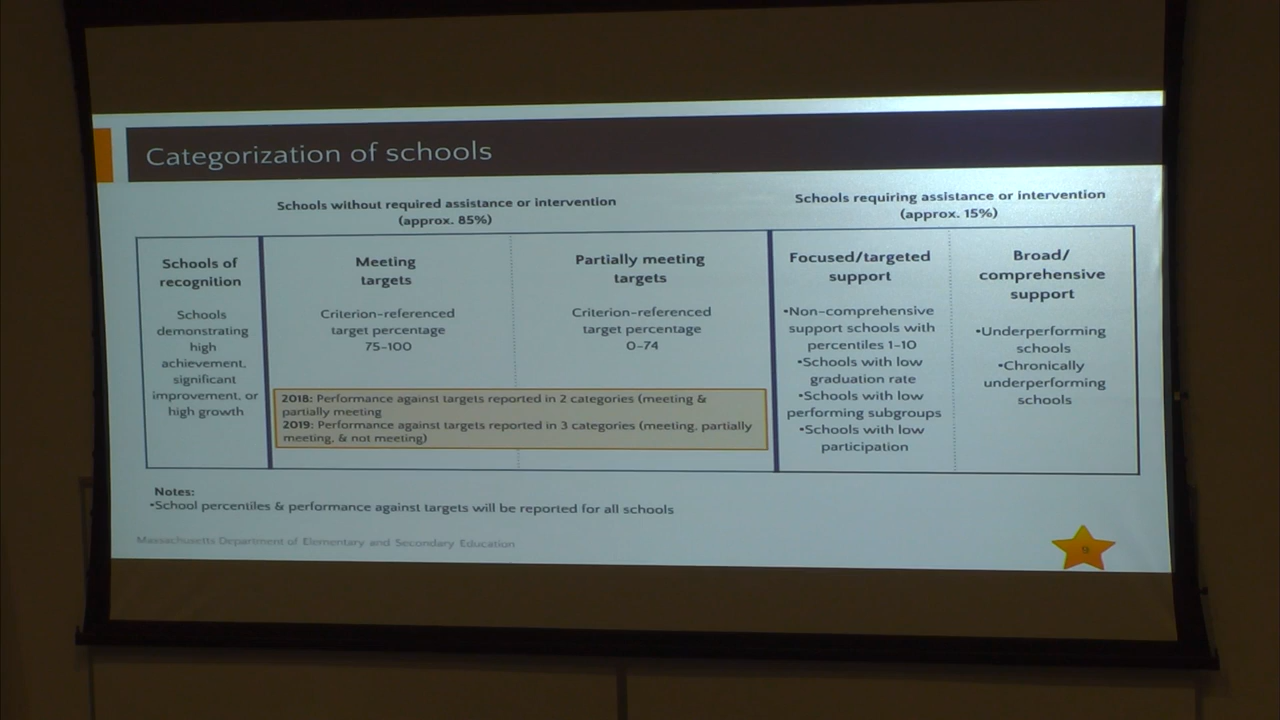 Categorization of schools
Schools without required assistance or intervention
(approx. 85%)
Schools requiring assistance or intervention
(approx. 15%)
Schools of
recognition
Schools
demonstrating
high
achievement,
significant
improvement, or
high growth
Meeting
targets
Criterion-referenced
target percentage
75-100
Partially meeting
targets
Criterion-referenced
target percentage
0-74
2018: Performance against targets reported in 2 categories (meeting &
partially meeting
2019: Performance against targets reported in 3 categories (meeting, partially
meeting, & not meeting)
Focused/targeted
support
•Non-comprehensive
support schools with
percentiles 1-10
•Schools with low
graduation rate
•Schools with low
performing subgroups
•Schools with low
participation
Broad/
comprehensive
support
•Underperforming
schools
•Chronically
underperforming
schools
Notes:
•School percentiles & performance against targets will be reported for all schools
Massachusetts Department of Elementary and Secondary Education
9